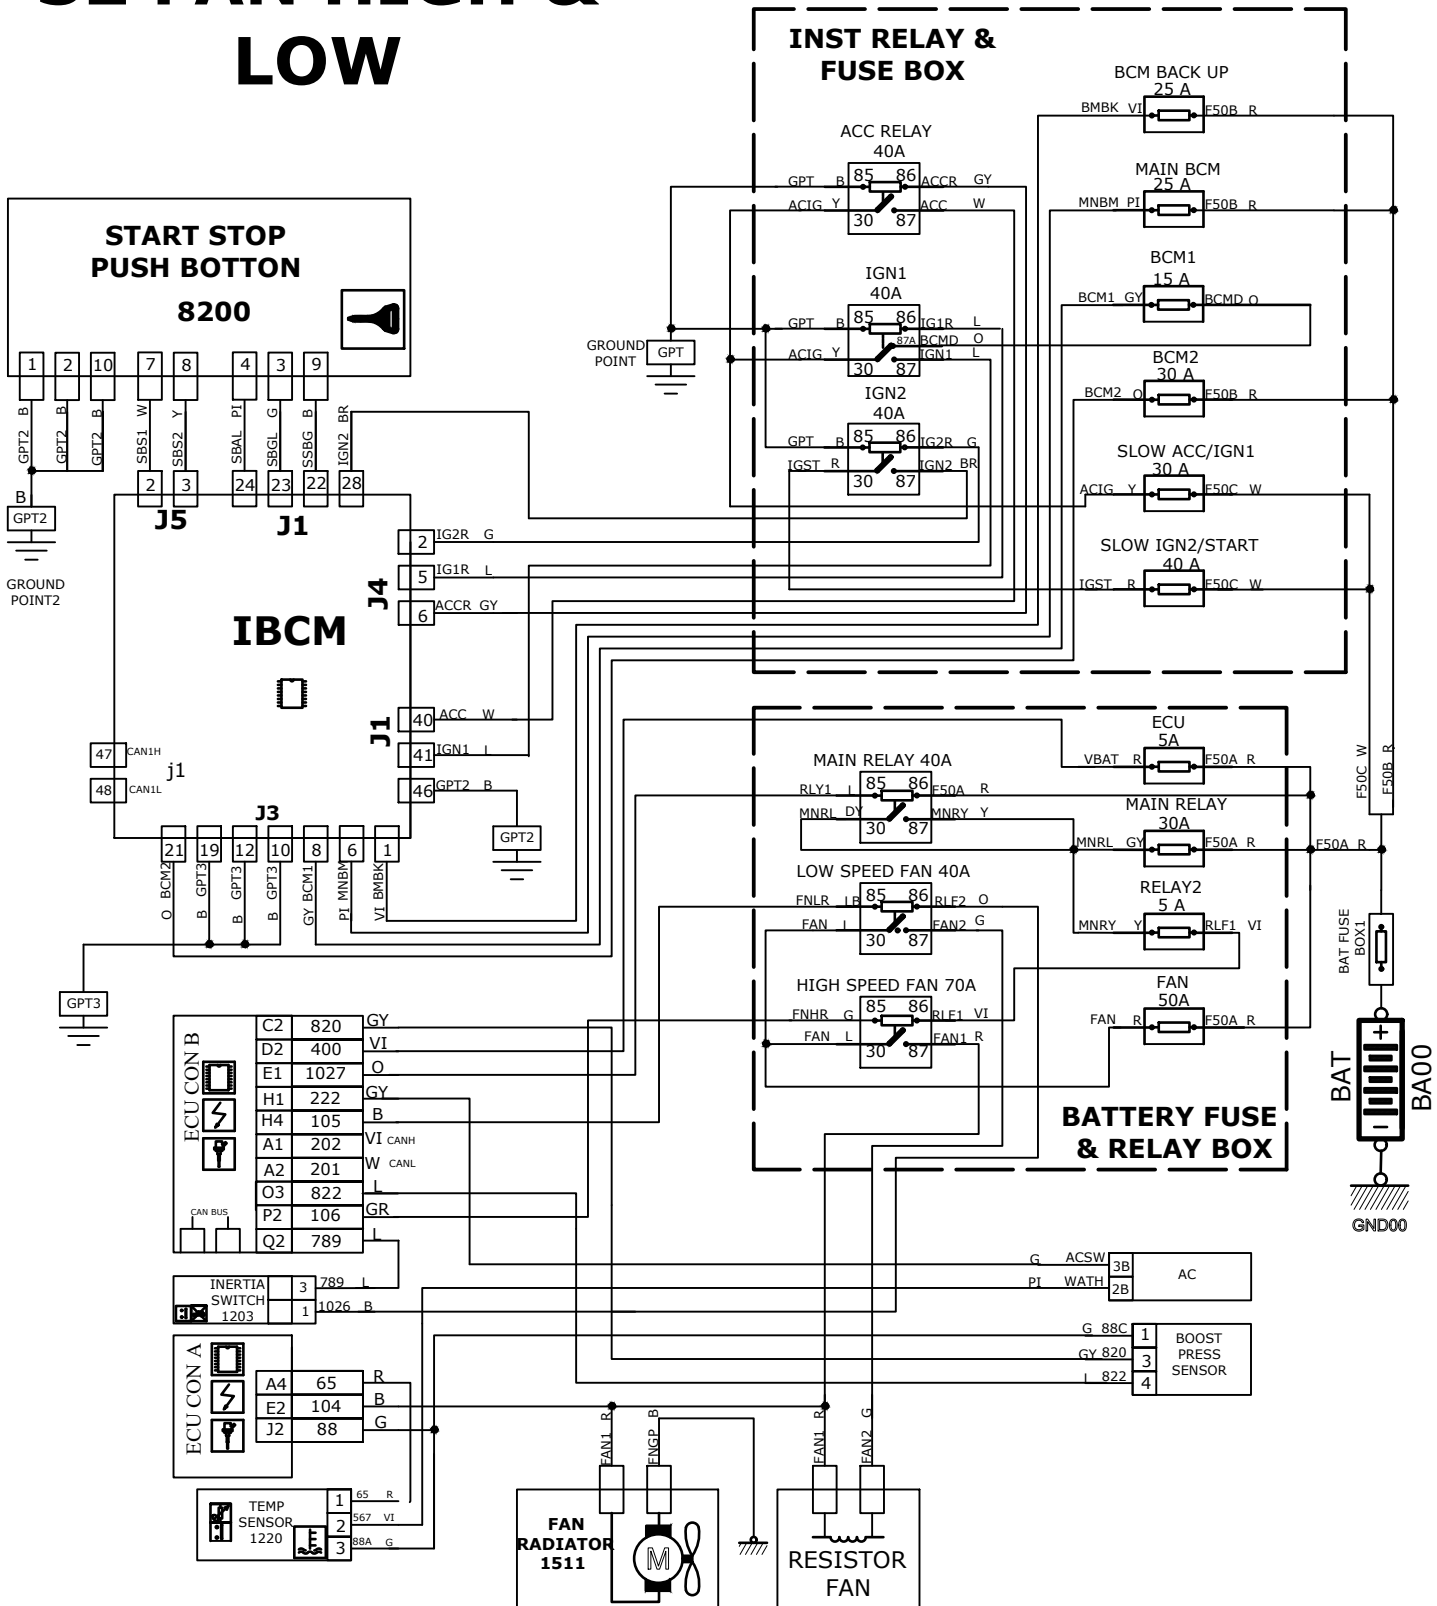 LOW
INST RELAY &
FUSE BOX
BCM BACK UP
25 A
BMBK VI
F50B R
ACC RELAY
40A
85 86
GPT B
ACCR GY
ACIG Y
ACC W
30 87
MAIN BCM
25 A
MNBM PI
F50B R
START STOP
PUSH BOTTON
8200
BCM1
15 A
BCM1 GY
BCMD O
IGN1
40A
85 86
GPT B
IG1R L
87A BCMD O
ACIG Y
IGN1 L
30 87
GROUND
POINT
GPT
BCM2
30 A
BCM2 O
F50B R
1 2 10 7 8 4 3 9
IGN2
40A
85 86
GPT B
IG2R G
IGST R
IGN2 BR
30 87
GPT2 B
GPT2 B
GPT2 B
SBS1 W
SBS2 Y
SBAL PI
SBGL G
SSBG B
IGN2 BR
SLOW ACC/IGN1
30 A
ACIG Y
F50C W
2 3 24 23 22 28
J5
J1
B
GPT2
GROUND
POINT2
SLOW IGN2/START
40 A
IGST R
F50C W
2 IG2R G
5 IG1R L
6 ACCR GY
J4
IBCM
J1
40 ACC W
41 IGN1 L
46 GPT2 B
GPT2
47 CAN1H
48 CAN1L
j1
J3
21 19 12 10 8 6 1
O BCM2
B GPT3
B GPT3
B GPT3
GY BCM1
PI MNBM
VI BMBK
GPT3
F50C W
F50B R
ECU
5A
VBAT R
F50A R
MAIN RELAY 40A
85 86
RLY1 L
F50A R
MNRL DY
MNRY Y
30 87
MAIN RELAY
30A
MNRL GY
F50A R
F50A R
LOW SPEED FAN 40A
85 86
FNLR LB
RLF2 O
FAN L
FAN2 G
30 87
RELAY2
5 A
MNRY Y
RLF1 VI
BAT FUSE
BOX1
HIGH SPEED FAN 70A
85 86
FNHR G
RLF1 VI
FAN L
FAN1 R
30 87
FAN
50A
FAN R
F50A R
BATTERY FUSE
& RELAY BOX
BAT
BA00
+
−
GND00
ECU CON B
CAN BUS
C2 820 GY
D2 400 VI
E1 1027 O
H1 222 GY
H4 105 B
A1 202 VI CANH
A2 201 W CANL
O3 822 L
P2 106 GR
Q2 789 L
INERTIA
SWITCH
1203
3 789 L
1 1026 B
G ACSW 3B
PI WATH 2B
AC
G 88C 1
GY 820 3
L 822 4
BOOST
PRESS
SENSOR
ECU CON A
A4 65 R
E2 104 B
J2 88 G
TEMP
SENSOR
1220
1 65 R
2 567 VI
3 88A G
FAN1 R
FNGP B
FAN1 R
FAN2 G
FAN
RADIATOR
1511
M
RESISTOR
FAN